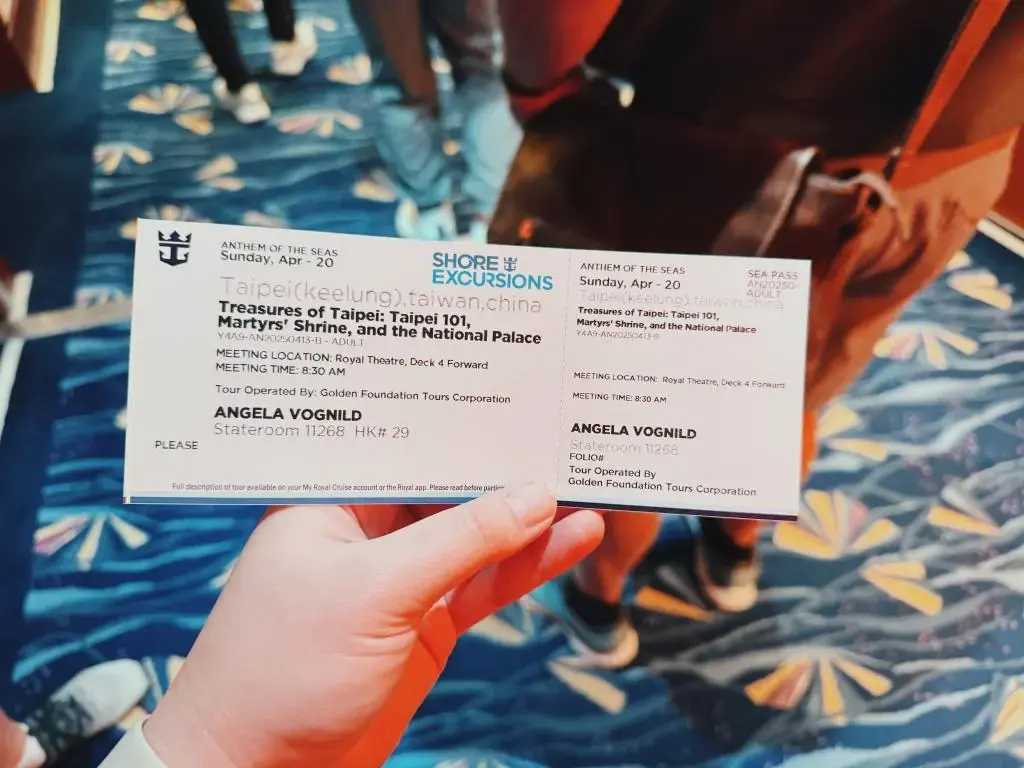 ANTHEM OF THE SEAS
Sunday, Apr - 20
SHORE
EXCURSIONS
Taipei(keelung),taiwan,china
Treasures of Taipei: Taipei 101,
Martyrs' Shrine, and the National Palace
Y4A9-AN20250413-B - ADULT
MEETING LOCATION: Royal Theatre, Deck 4 Forward
MEETING TIME: 8:30 AM
Tour Operated By: Golden Foundation Tours Corporation
ANGELA VOGNILD
Stateroom 11268 HK# 29
PLEASE
Full description of tour available on your My Royal Cruise account or the Royal app. Please read before
ANTHEM OF THE SEAS
Sunday, Apr - 20
SEA PASS
AN20250-
ADULT
Taipei(keelung),taiwan,china
Treasures of Taipei: Taipei 101,
Martyrs' Shrine, and the National Palace
Y4A9-AN20250413-B-
MEETING LOCATION: Royal Theatre, Deck 4 Forward
MEETING TIME: 8:30 AM
ANGELA VOGNILD
Stateroom 11268
FOLIO#
Tour Operated By
Golden Foundation Tours Corporation